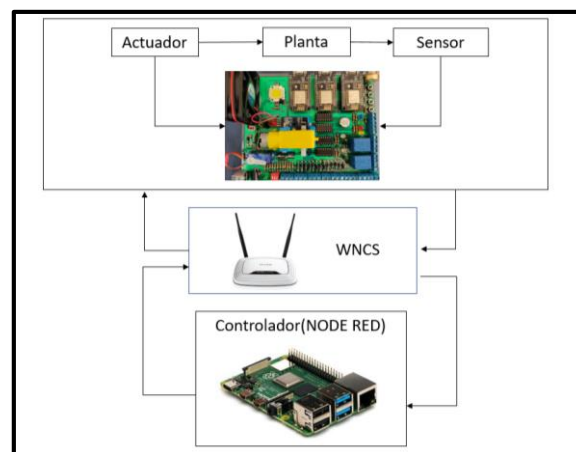 Actuador
Planta
Sensor
WNCS
Controlador(NODE RED)